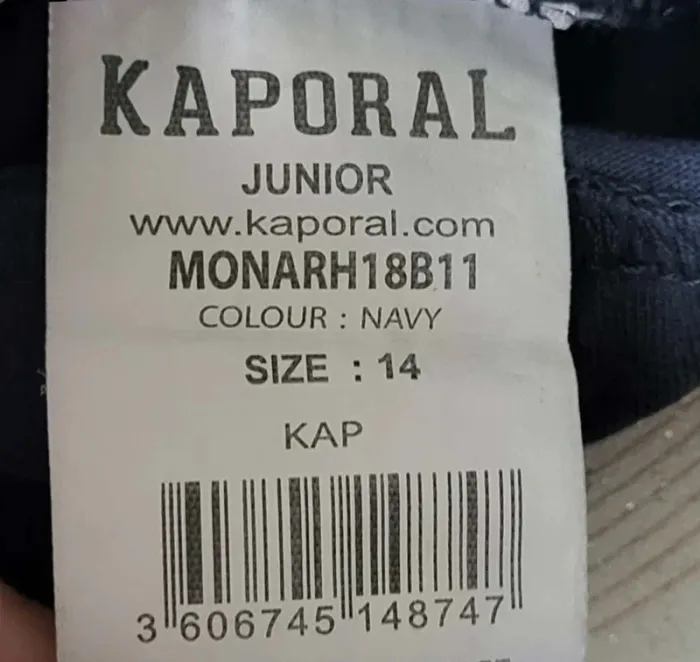 KAPORAL
JUNIOR
www.kaporal.com
MONARH18B11
COLOUR : NAVY
SIZE : 14
KAP
3 606745 148747